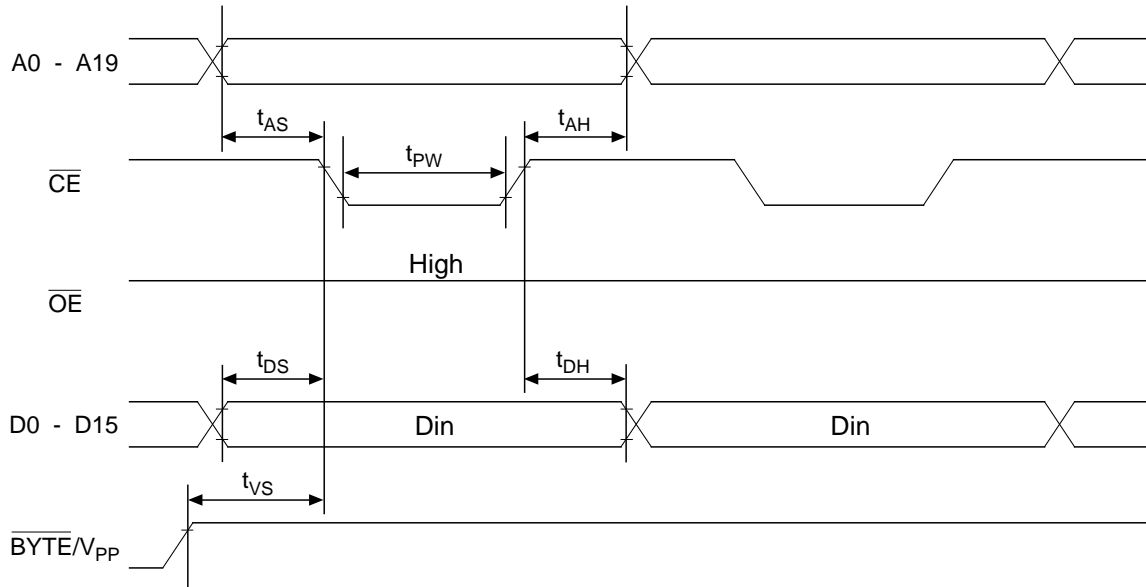 A0 - A19
tAS
tAH
tPW
CE
High
OE
tDS
tDH
D0 - D15
Din
Din
tVS
BYTE/VPP